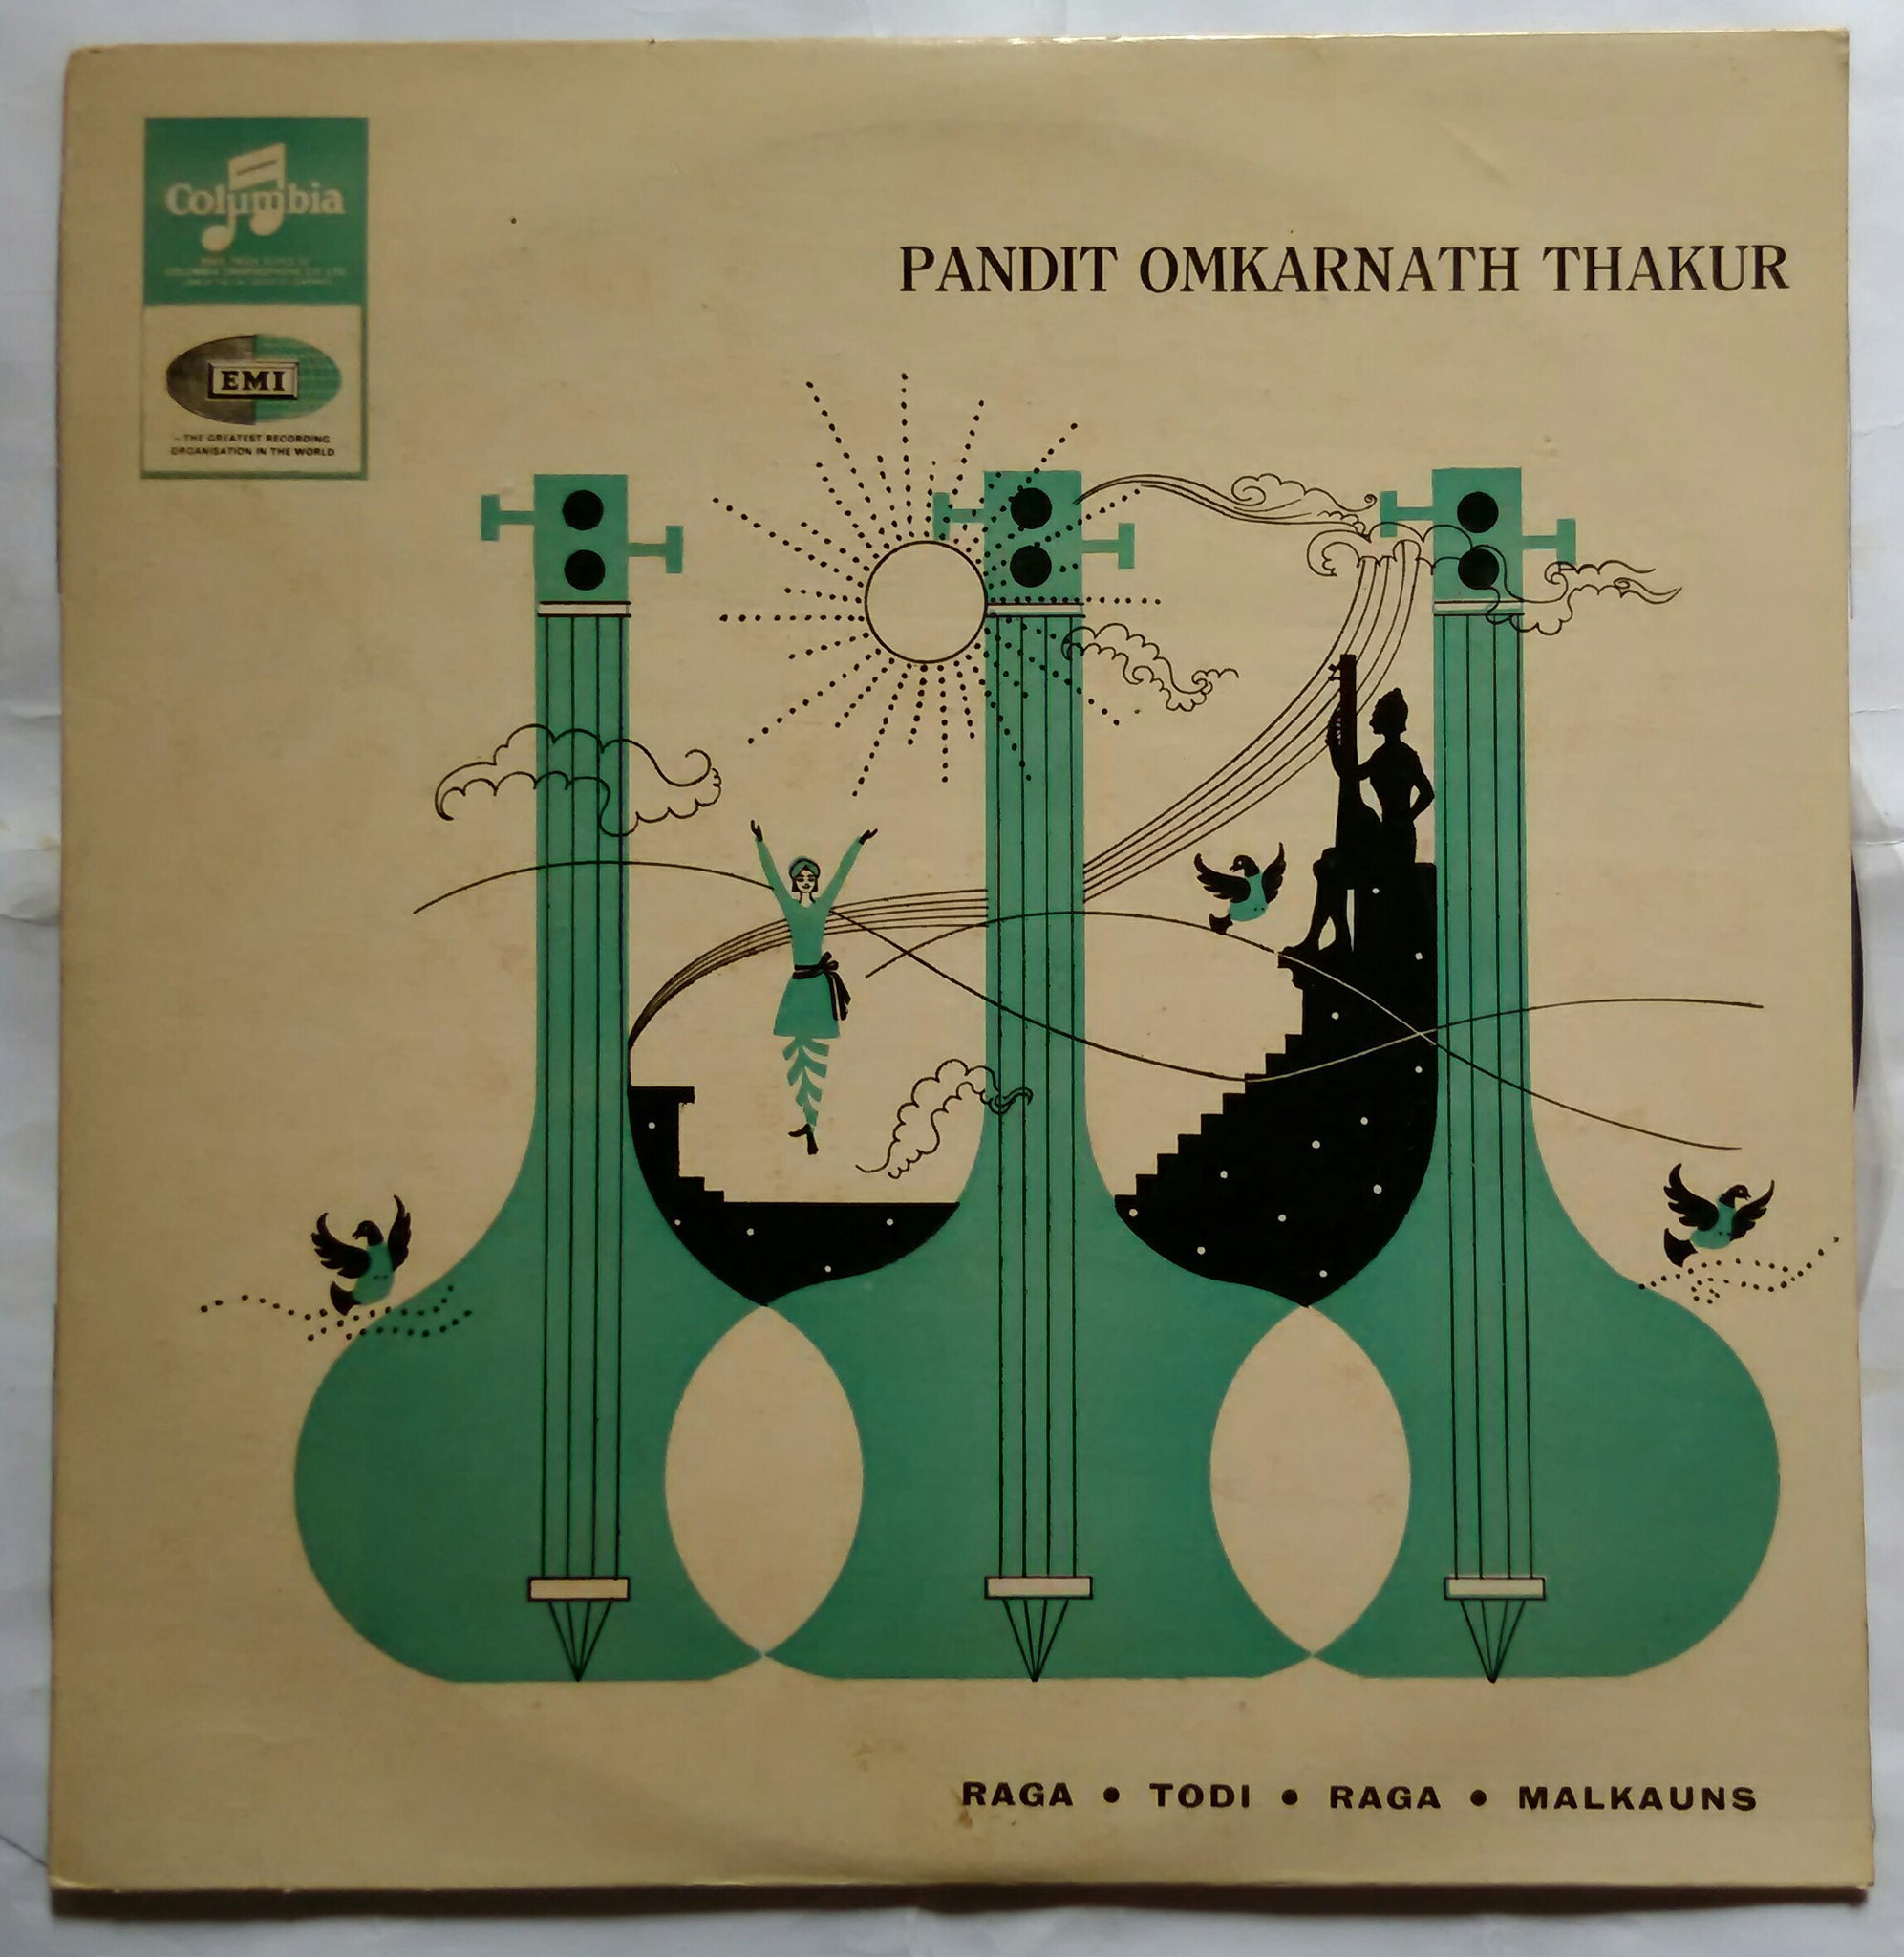 Columbia
EMI
– THE GREATEST RECORDING
ORGANISATION IN THE WORLD
PANDIT OMKARNATH THAKUR
RAGA • TODI • RAGA • MALKAUNS